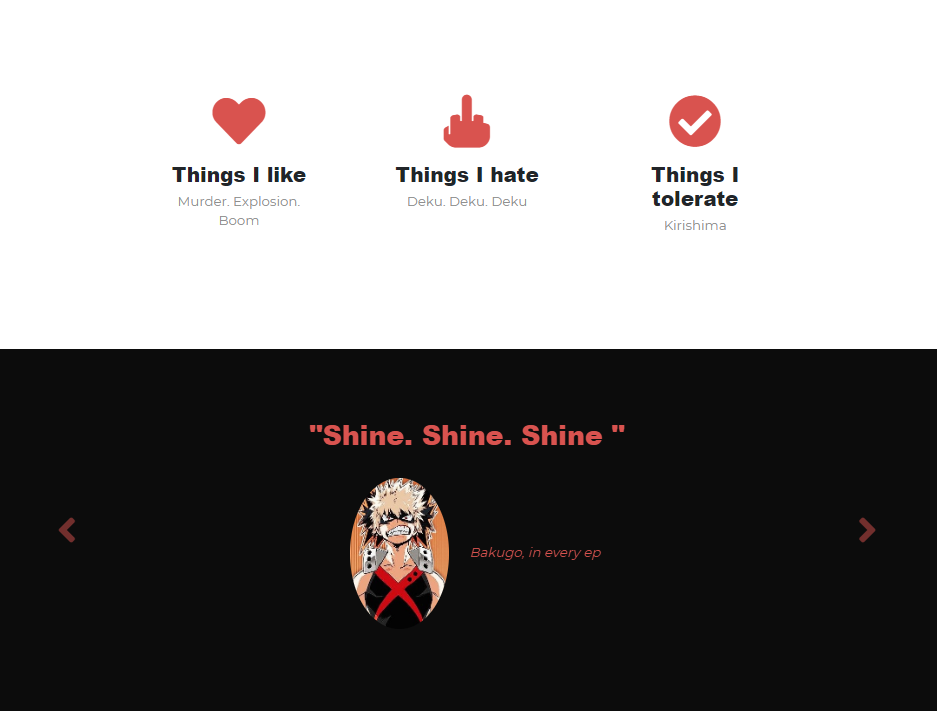 Things I like
Murder. Explosion.
Boom
Things I hate
Deku. Deku. Deku
Things I
tolerate
Kirishima
"Shine. Shine. Shine "
Bakugo, in every ep